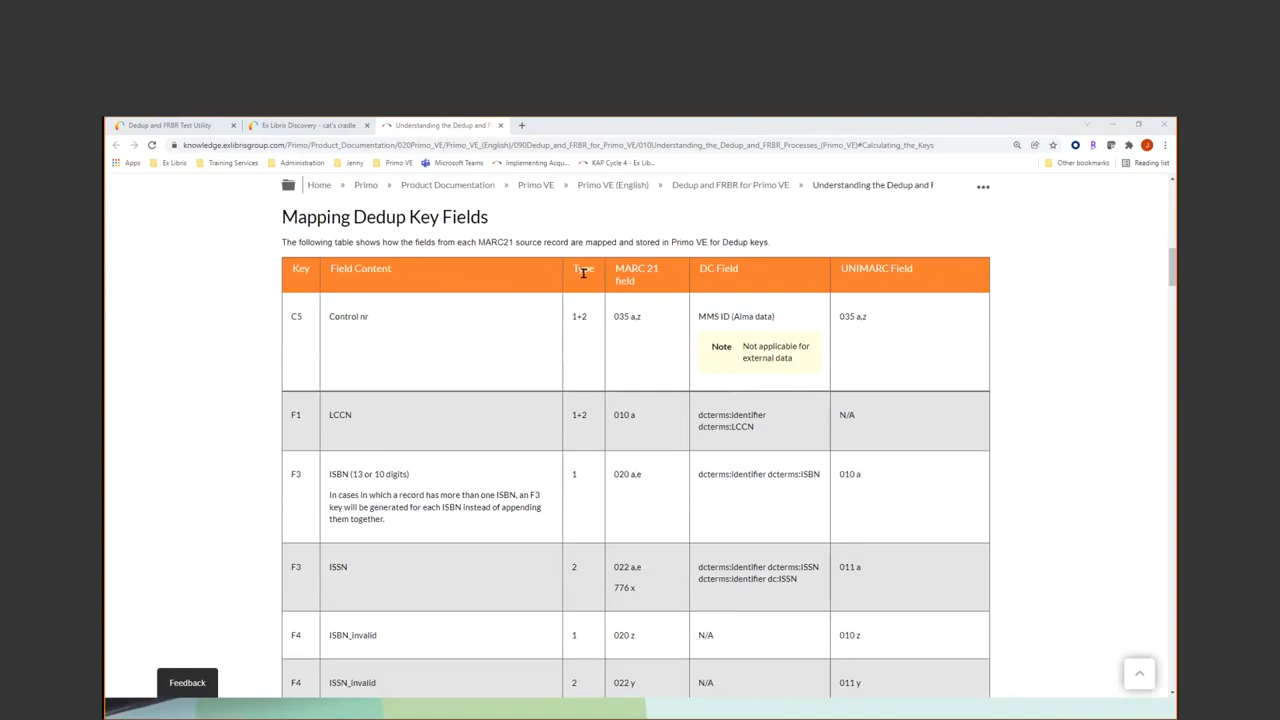 Dedup and FRBR Test Utility
Ex Libris Discovery - cat's cradle
Understanding the Dedup and F
knowledge.exlibrisgroup.com/Primo/Product_Documentation/020Primo_VE/Primo_VE_(English)/090Dedup_and_FRBR_for_Primo_VE/010Understanding_the_Dedup_and_FRBR_Processes_(Primo_VE)#Calculating_the_Keys
Apps Ex Libris Training Services Administration Jenny Primo VE Microsoft Teams Implementing Acqu... KAP Cycle 4 - Ex Lib... Other bookmarks Reading list
Home Primo Product Documentation Primo VE Primo VE (English) Dedup and FRBR for Primo VE Understanding the Dedup and F
Mapping Dedup Key Fields
The following table shows how the fields from each MARC21 source record are mapped and stored in Primo VE for Dedup keys.
Key Field Content Type MARC 21 DC Field UNIMARC Field
field
C5 Control nr 1+2 035 a,z MMS ID (Alma data) 035 a,z
Note Not applicable for
external data
F1 LCCN 1+2 010 a dcterms:identifier N/A
dcterms:LCCN
F3 ISBN (13 or 10 digits) 1 020 a,e dcterms:identifier dcterms:ISBN 010 a
In cases in which a record has more than one ISBN, an F3
key will be generated for each ISBN instead of appending
them together.
F3 ISSN 2 022 a,e dcterms:identifier dcterms:ISSN 011 a
dcterms:identifier dc:ISSN
776 x
F4 ISBN_invalid 1 020 z N/A 010 z
F4 ISSN_invalid 2 022 y N/A 011 y
Feedback